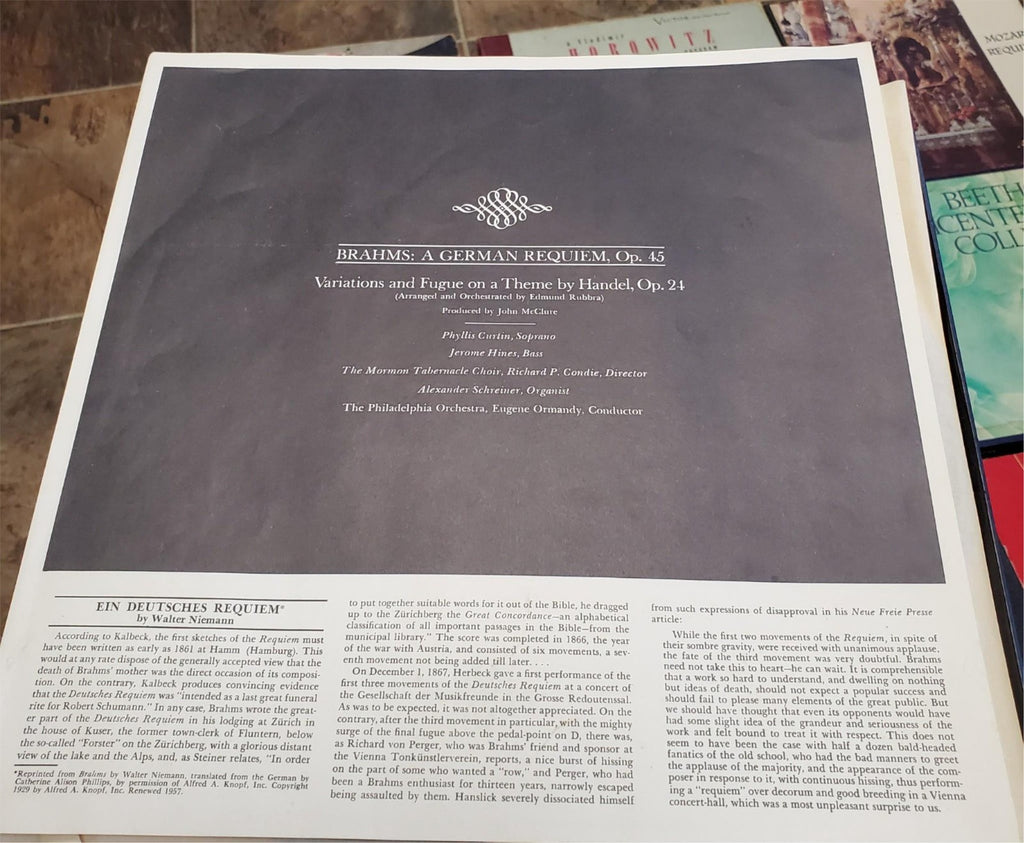 VICTOR
a Vladimir
HOROWITZ
PROGRAM
MOZAR
REQU
BEETH
CENTE
COLL
BRAHMS: A GERMAN REQUIEM, Op. 45
Variations and Fugue on a Theme by Handel, Op. 24
(Arranged and Orchestrated by Edmund Rubbra)
Produced by John McClure
Phyllis Curtin, Soprano
Jerome Hines, Bass
The Mormon Tabernacle Choir, Richard P. Condie, Director
Alexander Schreiner, Organist
The Philadelphia Orchestra, Eugene Ormandy, Conductor
EIN DEUTSCHES REQUIEM*
by Walter Niemann
According to Kalbeck, the first sketches of the Requiem must
have been written as early as 1861 at Hamm (Hamburg). This
would at any rate dispose of the generally accepted view that the
death of Brahms' mother was the direct occasion of its composi-
tion. On the contrary, Kalbeck produces convincing evidence
that the Deutsches Requiem was "intended as a last great funeral
rite for Robert Schumann." In any case, Brahms wrote the great-
er part of the Deutsches Requiem in his lodging at Zürich in
the house of Kuser, the former town-clerk of Fluntern, below
the so-called "Forster" on the Zürichberg, with a glorious distant
view of the lake and the Alps, and, as Steiner relates, "In order
*Reprinted from Brahms by Walter Niemann, translated from the German by
Catherine Alison Phillips, by permission of Alfred A. Knopf, Inc. Copyright
1929 by Alfred A. Knopf, Inc. Renewed 1957.
to put together suitable words for it out of the Bible, he dragged
up to the Zürichberg the Great Concordance—an alphabetical
classification of all important passages in the Bible—from the
municipal library." The score was completed in 1866, the year
of the war with Austria, and consisted of six movements, a sev-
enth movement not being added till later. . . .
On December 1, 1867, Herbeck gave a first performance of the
first three movements of the Deutsches Requiem at a concert of
the Gesellschaft der Musikfreunde in the Grosse Redoutensaal.
As was to be expected, it was not altogether appreciated. On the
contrary, after the third movement in particular, with the mighty
surge of the final fugue above the pedal-point on D, there was,
as Richard von Perger, who was Brahms' friend and sponsor at
the Vienna Tonkünstlerverein, reports, a nice burst of hissing
on the part of some who wanted a "row," and Perger, who had
been a Brahms enthusiast for thirteen years, narrowly escaped
being assaulted by them. Hanslick severely dissociated himself
from such expressions of disapproval in his Neue Freie Presse
article:
While the first two movements of the Requiem, in spite of
their sombre gravity, were received with unanimous applause,
the fate of the third movement was very doubtful. Brahms
need not take this to heart—he can wait. It is comprehensible
that a work so hard to understand, and dwelling on nothing
but ideas of death, should not expect a popular success and
should fail to please many elements of the great public. But
we should have thought that even its opponents would have
had some slight idea of the grandeur and seriousness of the
work and felt bound to treat it with respect. This does not
seem to have been the case with half a dozen bald-headed
fanatics of the old school, who had the bad manners to greet
the applause of the majority, and the appearance of the com-
poser in response to it, with continuous hissing, thus perform-
ing a "requiem" over decorum and good breeding in a Vienna
concert-hall, which was a most unpleasant surprise to us.